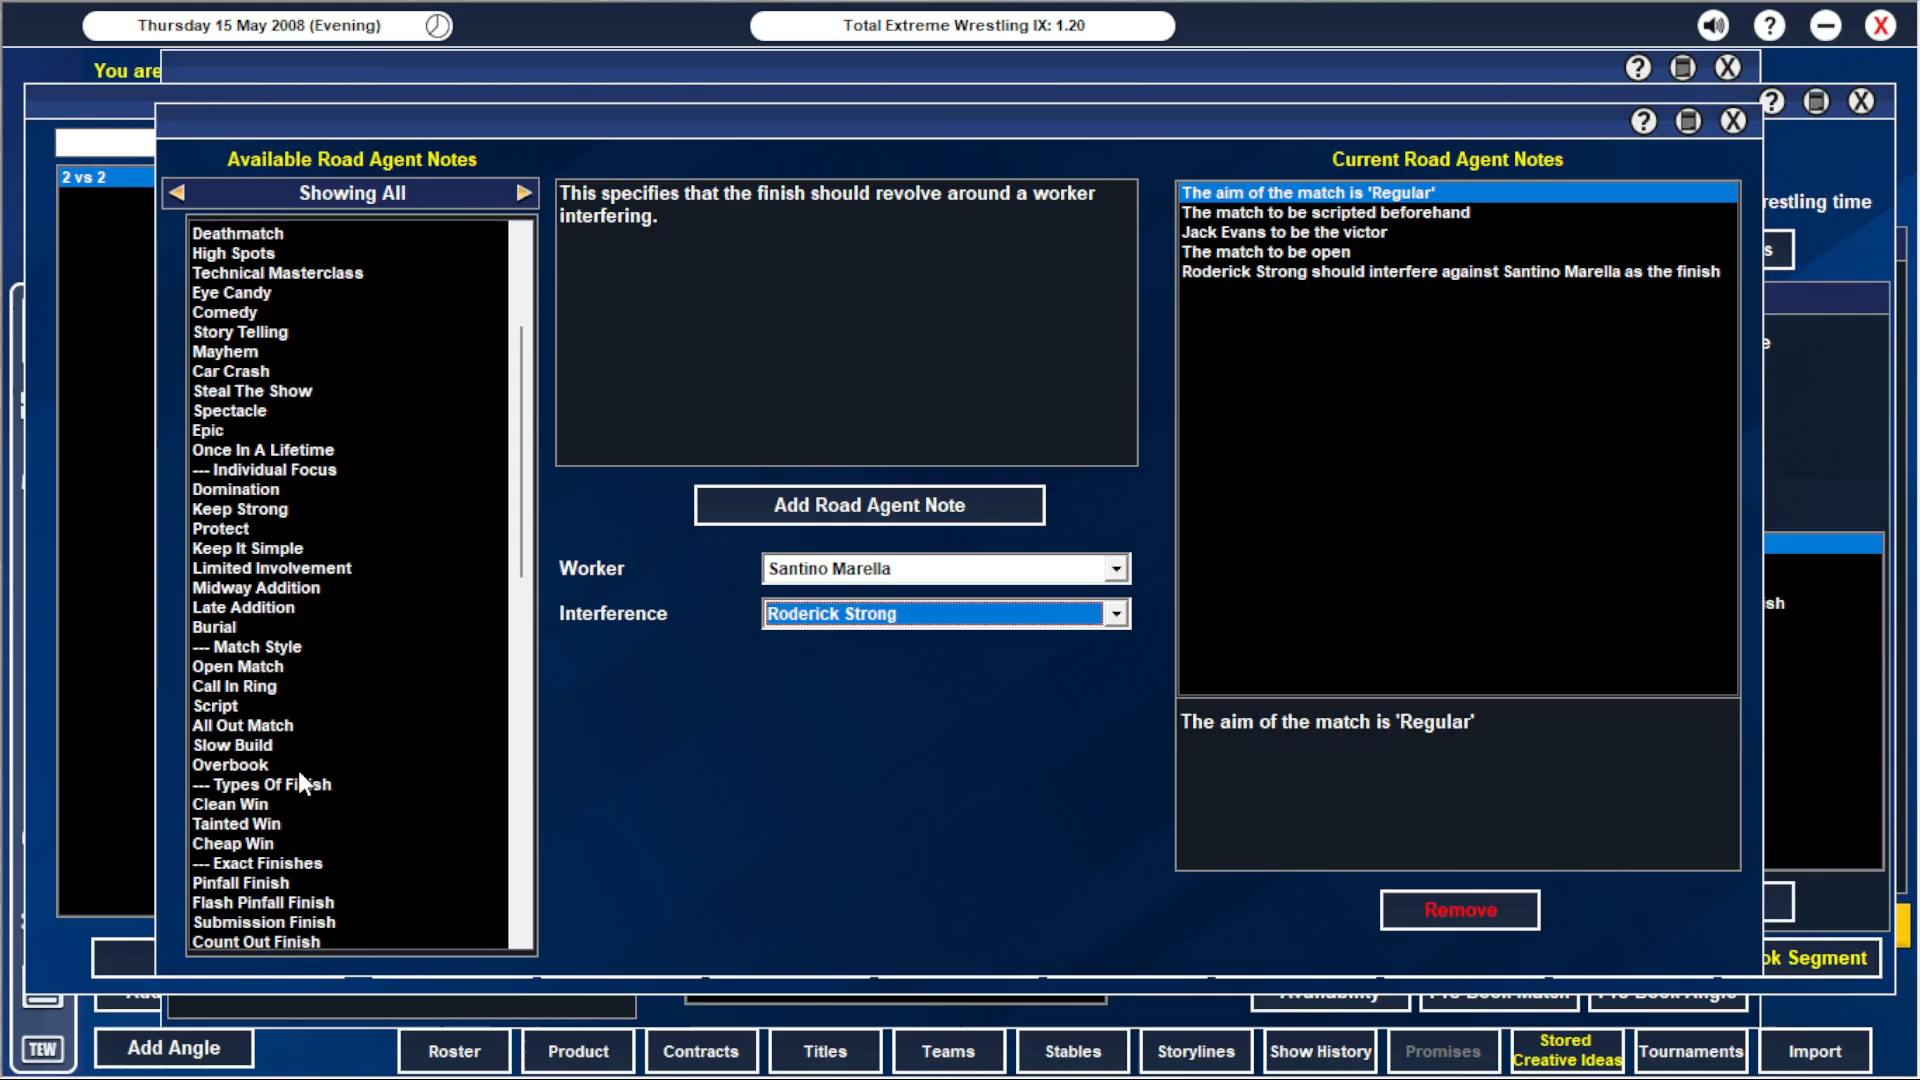 Thursday 15 May 2008 (Evening)
Total Extreme Wrestling IX: 1.20
?
X
You are
?
X
?
X
?
X
Available Road Agent Notes
Showing All
Deathmatch
High Spots
Technical Masterclass
Eye Candy
Comedy
Story Telling
Mayhem
Car Crash
Steal The Show
Spectacle
Epic
Once In A Lifetime
--- Individual Focus
Domination
Keep Strong
Protect
Keep It Simple
Limited Involvement
Midway Addition
Late Addition
Burial
--- Match Style
Open Match
Call In Ring
Script
All Out Match
Slow Build
Overbook
--- Types Of Finish
Clean Win
Tainted Win
Cheap Win
--- Exact Finishes
Pinfall Finish
Flash Pinfall Finish
Submission Finish
Count Out Finish
2 vs 2
This specifies that the finish should revolve around a worker
interfering.
Add Road Agent Note
Worker
Santino Marella
Interference
Roderick Strong
Current Road Agent Notes
The aim of the match is 'Regular'
The match to be scripted beforehand
Jack Evans to be the victor
The match to be open
Roderick Strong should interfere against Santino Marella as the finish
The aim of the match is 'Regular'
Remove
restling time
s
e
ish
ok Segment
Availability
Pre Book Match
Pre Book Angle
TEW
Add Angle
Roster
Product
Contracts
Titles
Teams
Stables
Storylines
Show History
Promises
Stored
Creative Ideas
Tournaments
Import